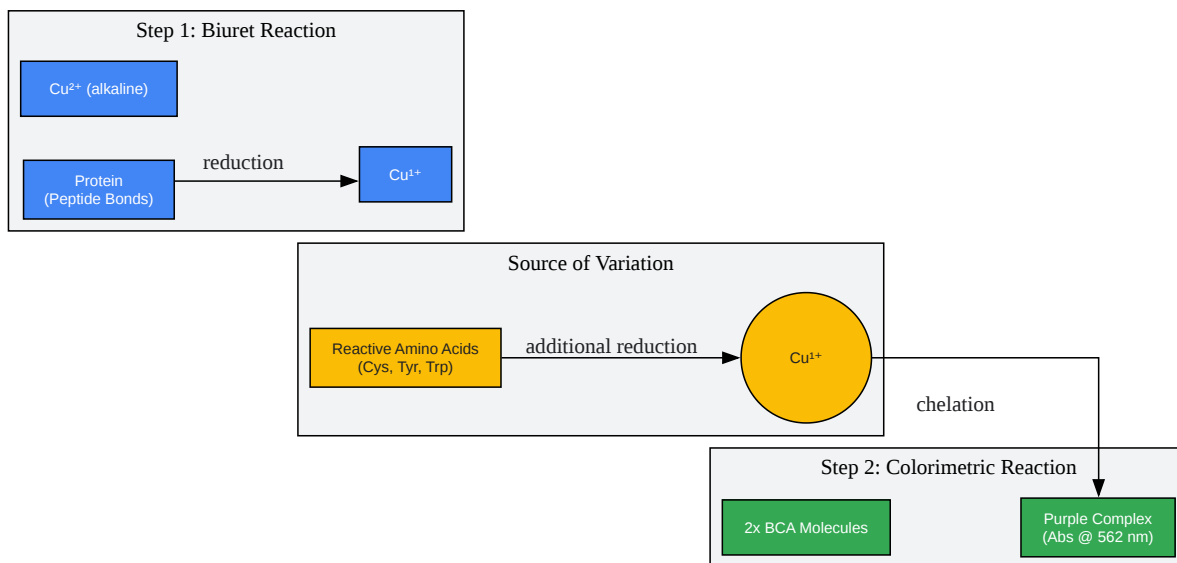 Step 1: Biuret Reaction
Cu²⁺ (alkaline)
Protein
(Peptide Bonds)
reduction
Cu¹⁺
Source of Variation
Reactive Amino Acids
(Cys, Tyr, Trp)
additional reduction
Cu¹⁺
chelation
Step 2: Colorimetric Reaction
2x BCA Molecules
Purple Complex
(Abs @ 562 nm)